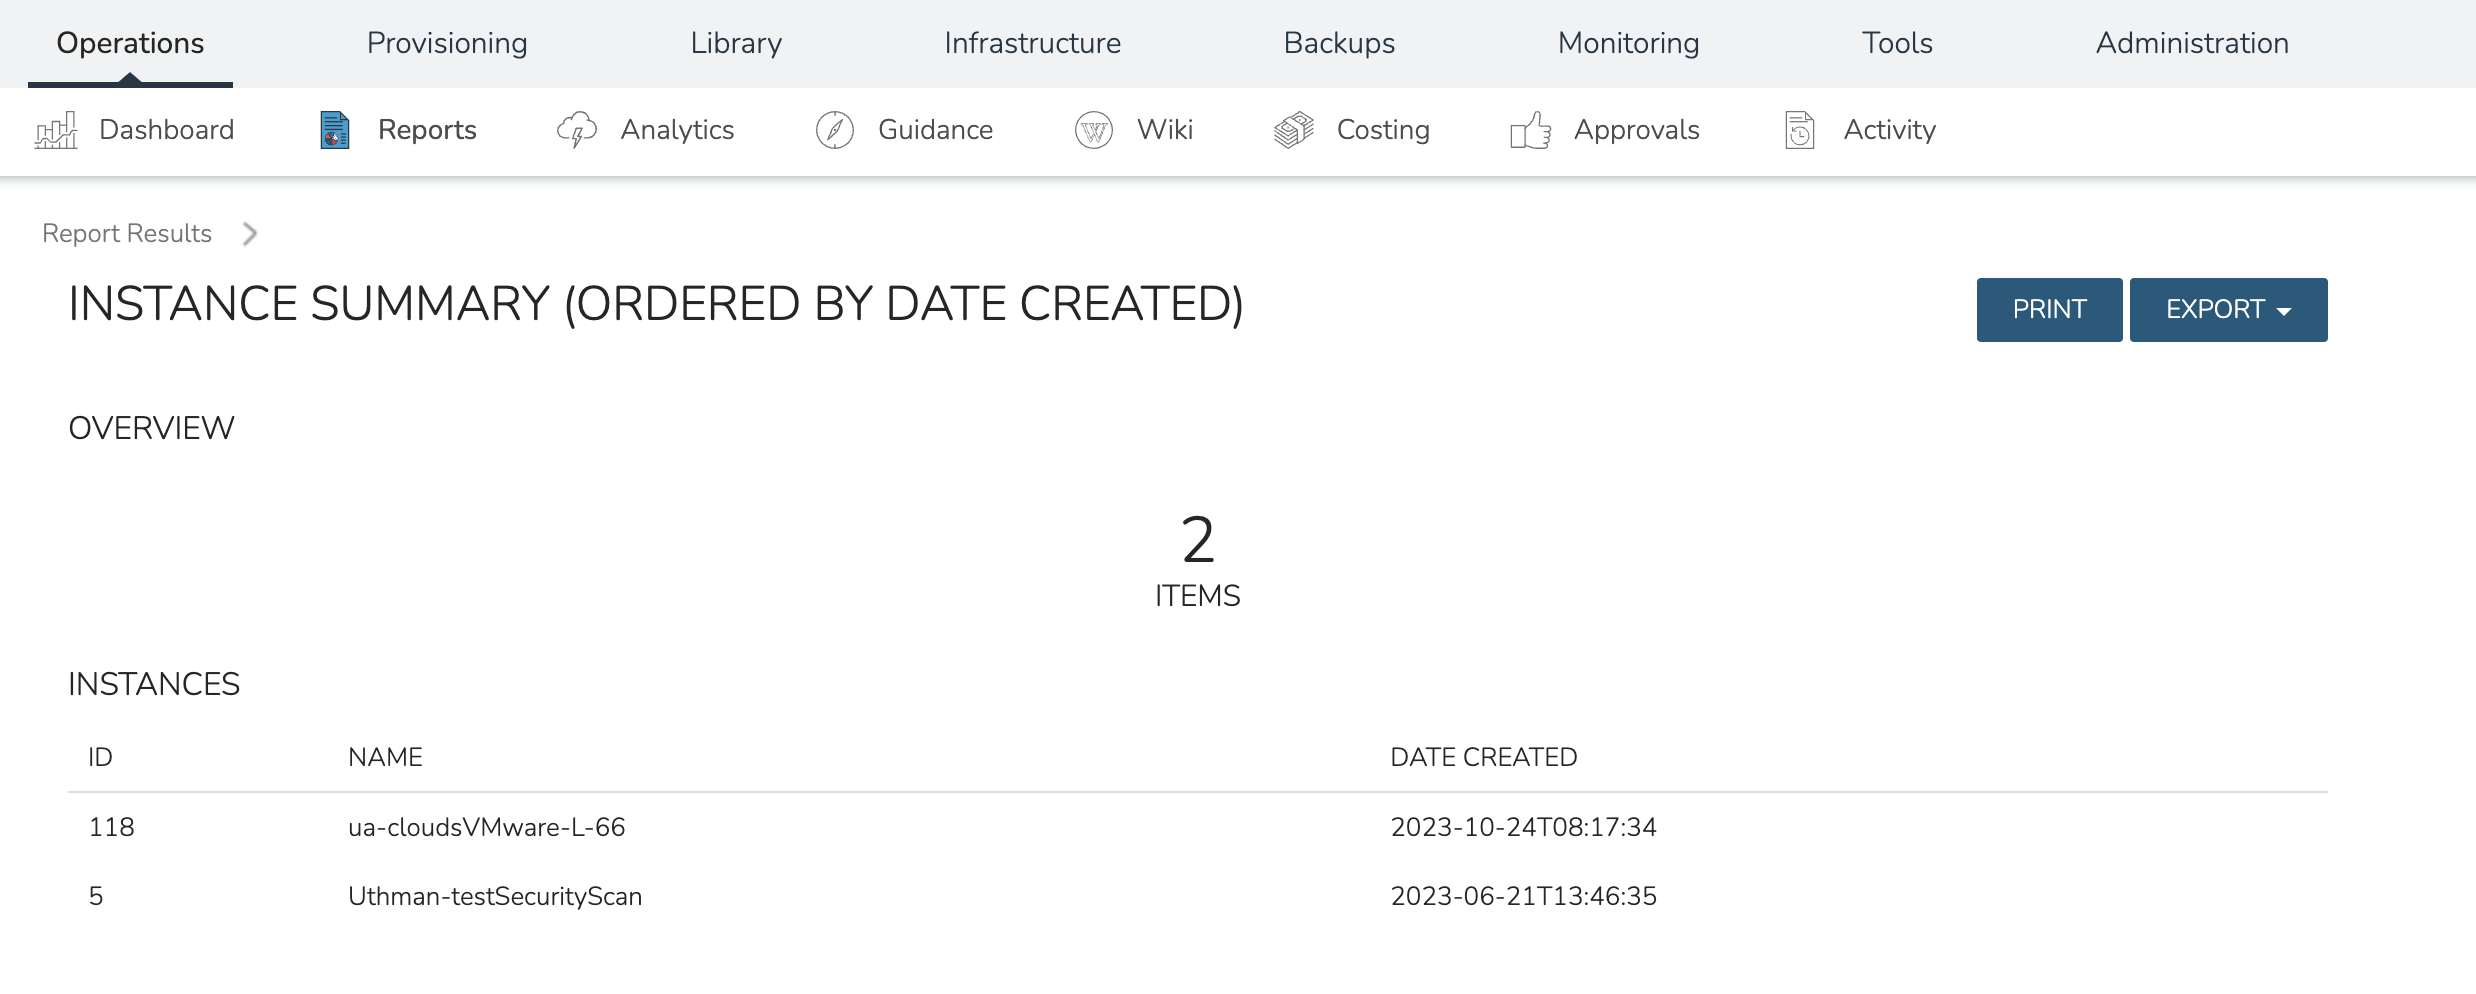 Operations Provisioning Library Infrastructure Backups Monitoring Tools Administration
Dashboard Reports Analytics Guidance Wiki Costing Approvals Activity
Report Results
INSTANCE SUMMARY (ORDERED BY DATE CREATED)
PRINT EXPORT
OVERVIEW
2
ITEMS
INSTANCES
ID NAME DATE CREATED
118 ua-cloudsVMware-L-66 2023-10-24T08:17:34
5 Uthman-testSecurityScan 2023-06-21T13:46:35